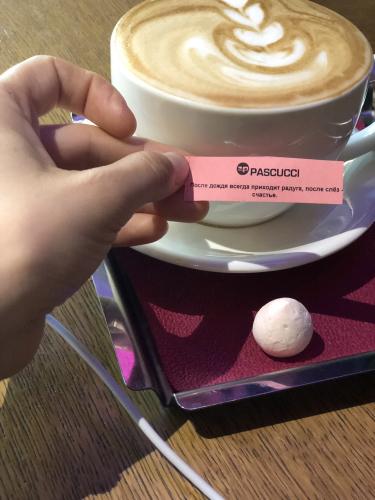 PASCUCCI
После дождя всегда приходит радуга, после слёз -
счастье.